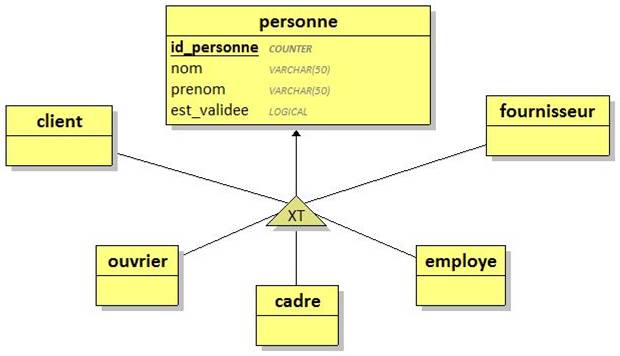 personne
id_personne COUNTER
nom VARCHAR(50)
prenom VARCHAR(50)
est_validee LOGICAL
client
fournisseur
XT
ouvrier
employe
cadre